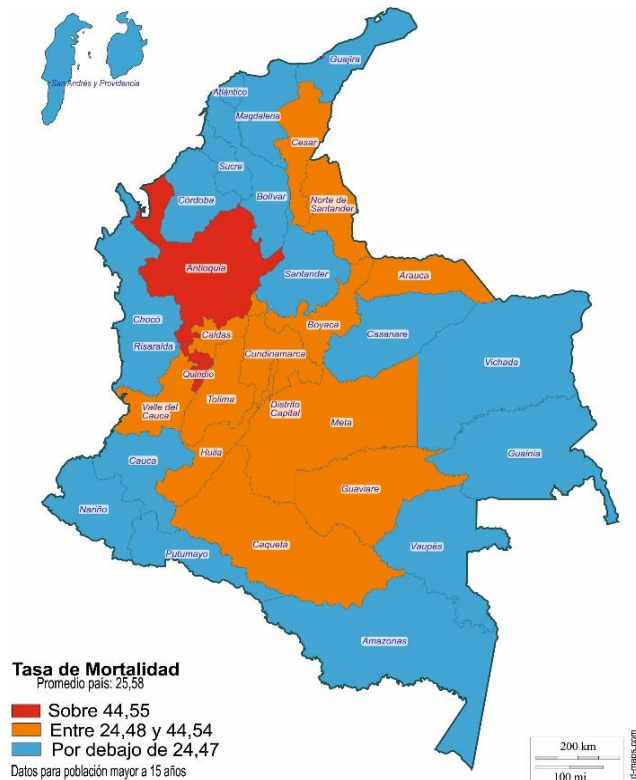 San Andrés y Providencia
Guajira
Atlántico
Magdalena
Cesar
Sucre
Córdoba
Bolívar
Norte de
Santander
Antioquia
Santander
Arauca
Chocó
Boyaca
Caldas
Casanare
Risaralda
Cundinamarca
Vichada
Quindío
Tolima
Valle del
Cauca
Distrito
Capital
Meta
Guainía
Huila
Cauca
Guaviare
Nariño
Caquetá
Vaupés
Putumayo
Amazonas
Tasa de Mortalidad
Promedio país: 25,58
Sobre 44,55
Entre 24,48 y 44,54
Por debajo de 24,47
Datos para población mayor a 15 años
200 km
100 mi
d-maps.com